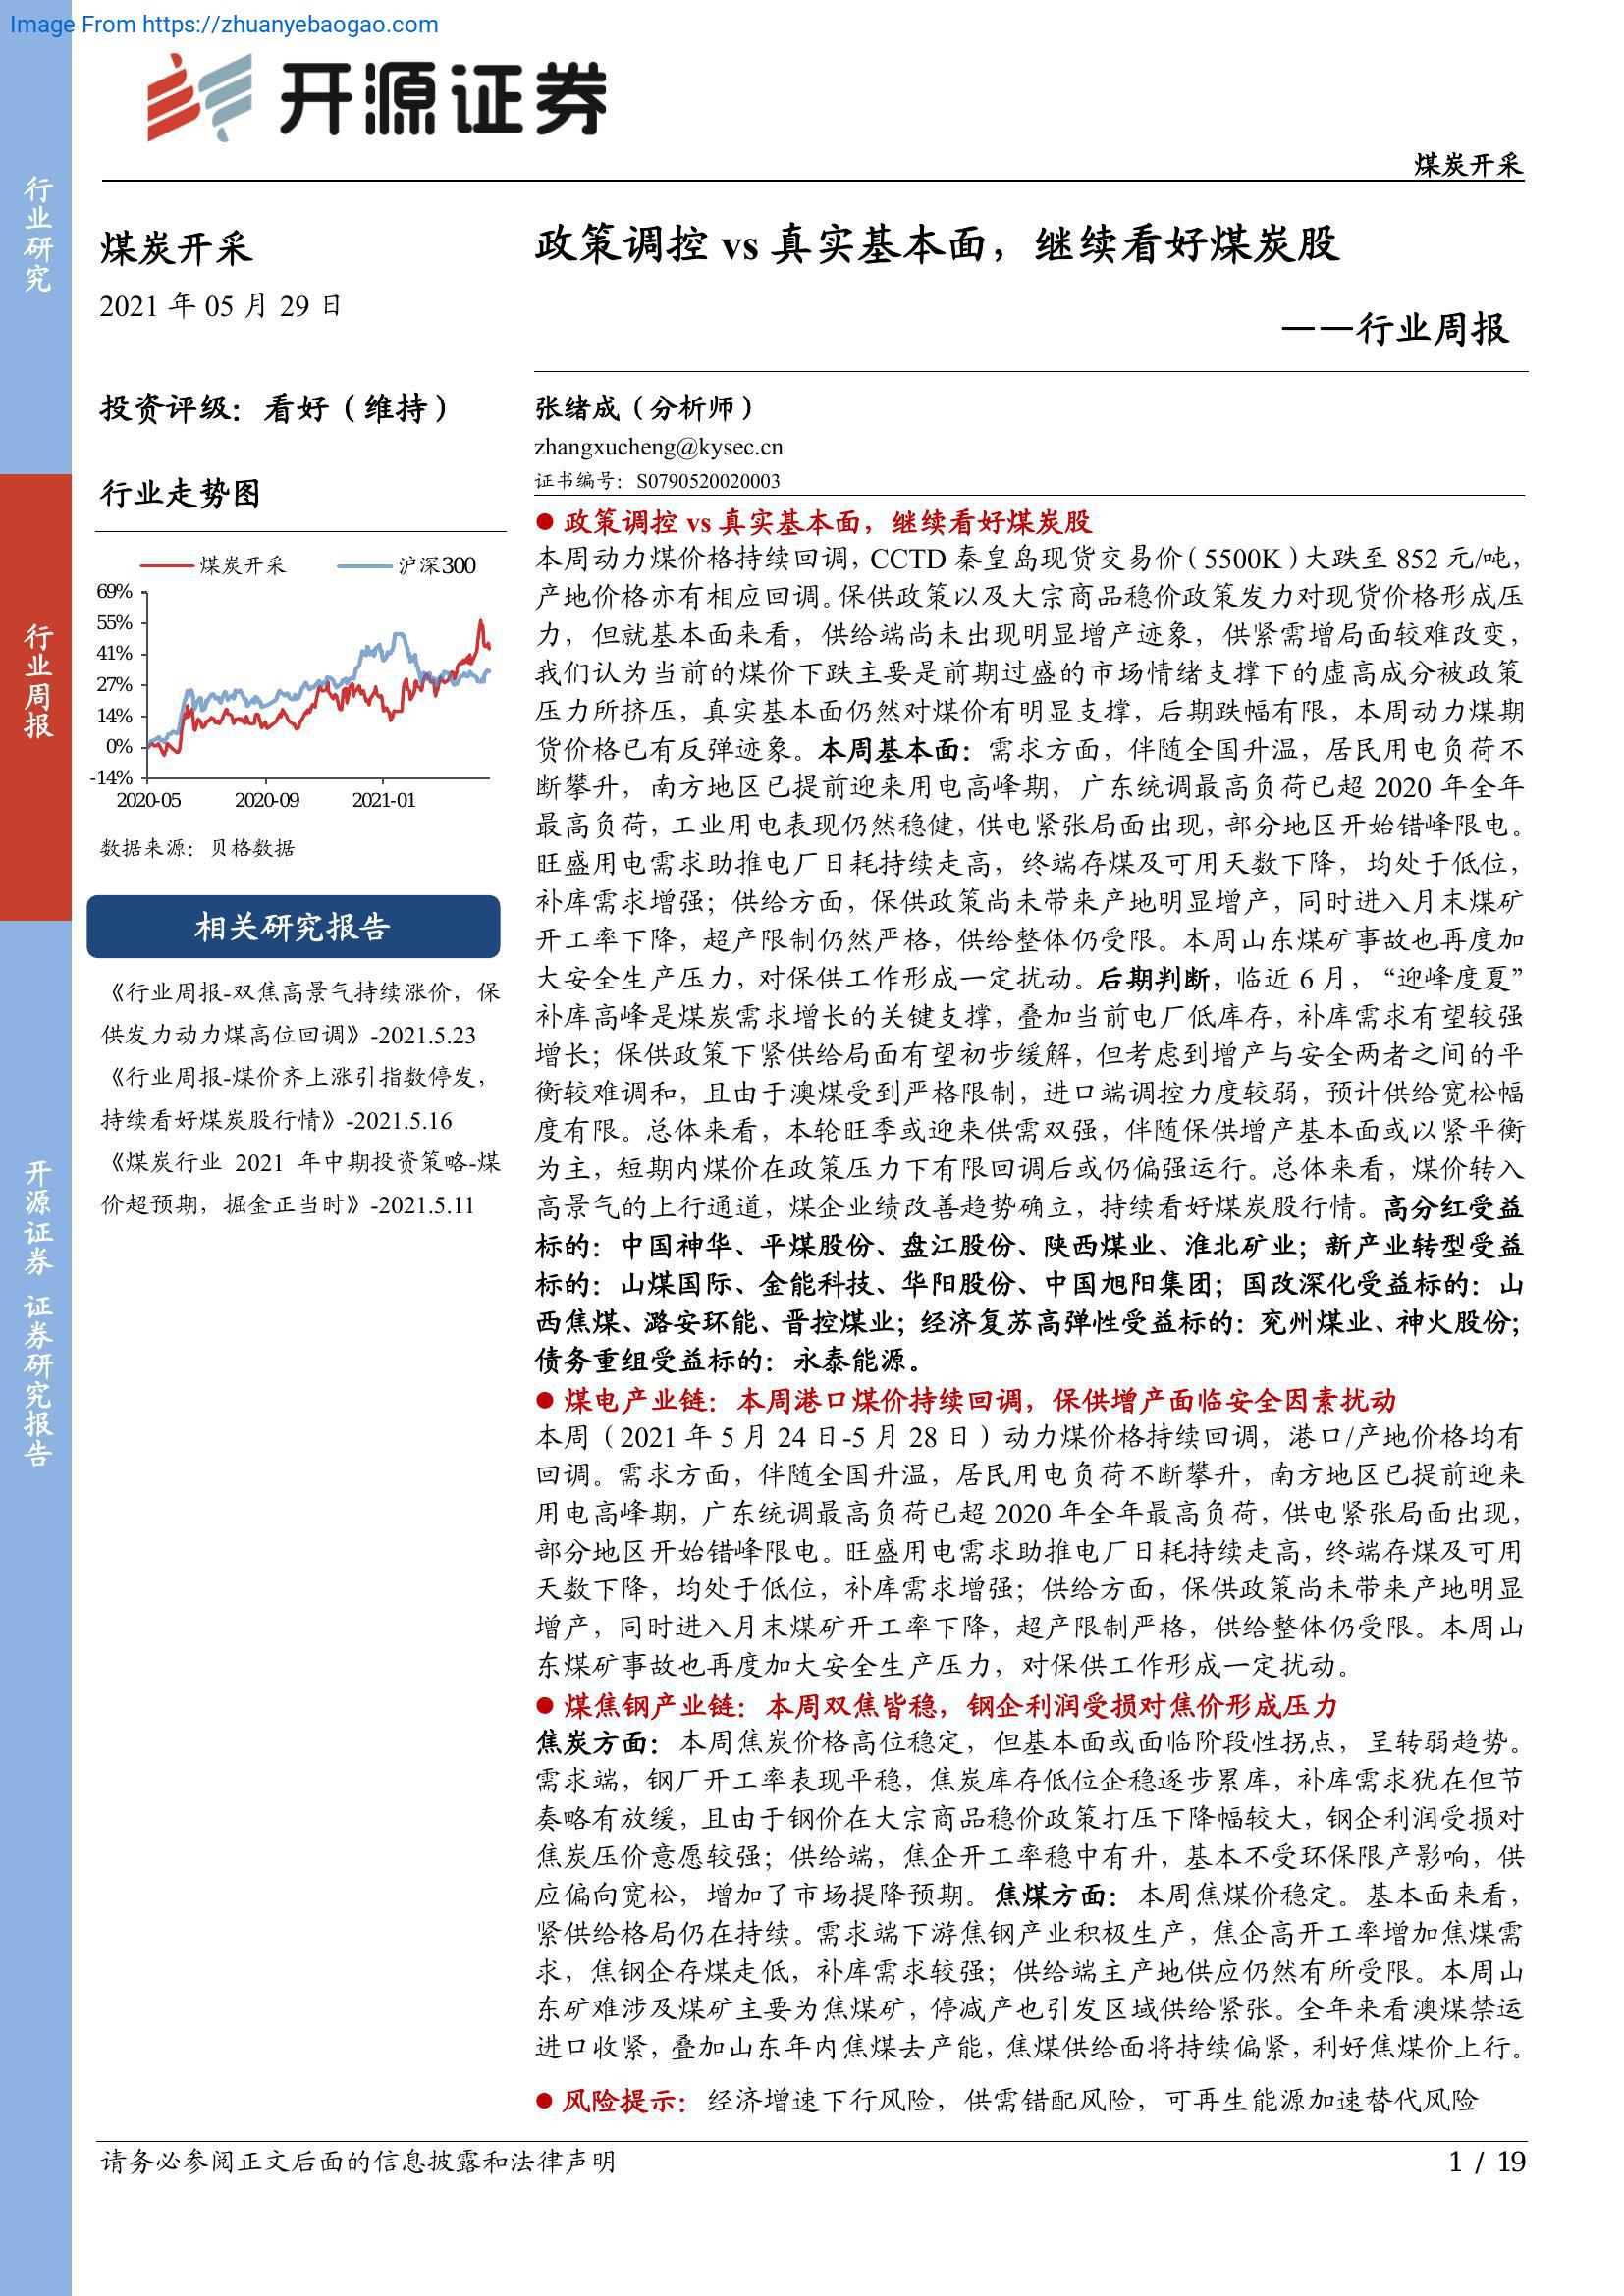 Image From https://zhuanyebaogao.com
开源证券
煤炭开采
行业研究
行业周报
开源证券 证券研究报告
煤炭开采
2021 年 05 月 29 日
投资评级：看好（维持）
行业走势图
煤炭开采 沪深300
69%
55%
41%
27%
14%
0%
-14%
2020-05 2020-09 2021-01
数据来源：贝格数据
相关研究报告
《行业周报-双焦高景气持续涨价，保
供发力动力煤高位回调》-2021.5.23
《行业周报-煤价齐上涨引指数停发，
持续看好煤炭股行情》-2021.5.16
《煤炭行业 2021 年中期投资策略-煤
价超预期，掘金正当时》-2021.5.11
政策调控 vs 真实基本面，继续看好煤炭股
——行业周报
张绪成（分析师）
zhangxucheng@kysec.cn
证书编号：S0790520020003
● 政策调控 vs 真实基本面，继续看好煤炭股
本周动力煤价格持续回调，CCTD 秦皇岛现货交易价（5500K）大跌至 852 元/吨，
产地价格亦有相应回调。保供政策以及大宗商品稳价政策发力对现货价格形成压
力，但就基本面来看，供给端尚未出现明显增产迹象，供紧需增局面较难改变，
我们认为当前的煤价下跌主要是前期过盛的市场情绪支撑下的虚高成分被政策
压力所挤压，真实基本面仍然对煤价有明显支撑，后期跌幅有限，本周动力煤期
货价格已有反弹迹象。本周基本面：需求方面，伴随全国升温，居民用电负荷不
断攀升，南方地区已提前迎来用电高峰期，广东统调最高负荷已超 2020 年全年
最高负荷，工业用电表现仍然稳健，供电紧张局面出现，部分地区开始错峰限电。
旺盛用电需求助推电厂日耗持续走高，终端存煤及可用天数下降，均处于低位，
补库需求增强；供给方面，保供政策尚未带来产地明显增产，同时进入月末煤矿
开工率下降，超产限制仍然严格，供给整体仍受限。本周山东煤矿事故也再度加
大安全生产压力，对保供工作形成一定扰动。后期判断，临近 6 月，“迎峰度夏”
补库高峰是煤炭需求增长的关键支撑，叠加当前电厂低库存，补库需求有望较强
增长；保供政策下紧供给局面有望初步缓解，但考虑到增产与安全两者之间的平
衡较难调和，且由于澳煤受到严格限制，进口端调控力度较弱，预计供给宽松幅
度有限。总体来看，本轮旺季或迎来供需双强，伴随保供增产基本面或以紧平衡
为主，短期内煤价在政策压力下有限回调后或仍偏强运行。总体来看，煤价转入
高景气的上行通道，煤企业绩改善趋势确立，持续看好煤炭股行情。高分红受益
标的：中国神华、平煤股份、盘江股份、陕西煤业、淮北矿业；新产业转型受益
标的：山煤国际、金能科技、华阳股份、中国旭阳集团；国改深化受益标的：山
西焦煤、潞安环能、晋控煤业；经济复苏高弹性受益标的：兖州煤业、神火股份；
债务重组受益标的：永泰能源。
● 煤电产业链：本周港口煤价持续回调，保供增产面临安全因素扰动
本周（2021 年 5 月 24 日-5 月 28 日）动力煤价格持续回调，港口/产地价格均有
回调。需求方面，伴随全国升温，居民用电负荷不断攀升，南方地区已提前迎来
用电高峰期，广东统调最高负荷已超 2020 年全年最高负荷，供电紧张局面出现，
部分地区开始错峰限电。旺盛用电需求助推电厂日耗持续走高，终端存煤及可用
天数下降，均处于低位，补库需求增强；供给方面，保供政策尚未带来产地明显
增产，同时进入月末煤矿开工率下降，超产限制严格，供给整体仍受限。本周山
东煤矿事故也再度加大安全生产压力，对保供工作形成一定扰动。
● 煤焦钢产业链：本周双焦皆稳，钢企利润受损对焦价形成压力
焦炭方面：本周焦炭价格高位稳定，但基本面或面临阶段性拐点，呈转弱趋势。
需求端，钢厂开工率表现平稳，焦炭库存低位企稳逐步累库，补库需求犹在但节
奏略有放缓，且由于钢价在大宗商品稳价政策打压下降幅较大，钢企利润受损对
焦炭压价意愿较强；供给端，焦企开工率稳中有升，基本不受环保限产影响，供
应偏向宽松，增加了市场提降预期。焦煤方面：本周焦煤价稳定。基本面来看，
紧供给格局仍在持续。需求端下游焦钢产业积极生产，焦企高开工率增加焦煤需
求，焦钢企存煤走低，补库需求较强；供给端主产地供应仍然有所受限。本周山
东矿难涉及煤矿主要为焦煤矿，停减产也引发区域供给紧张。全年来看澳煤禁运
进口收紧，叠加山东年内焦煤去产能，焦煤供给面将持续偏紧，利好焦煤价上行。
● 风险提示：经济增速下行风险，供需错配风险，可再生能源加速替代风险
请务必参阅正文后面的信息披露和法律声明
1 / 19